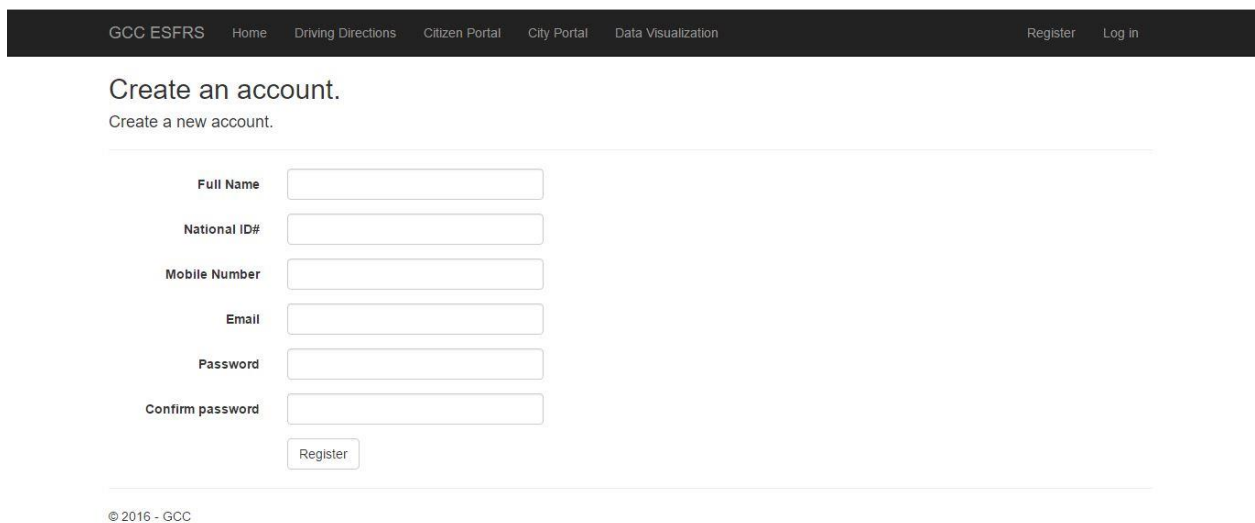 GCC ESFRS Home Driving Directions Citizen Portal City Portal Data Visualization Register Log in
Create an account.
Create a new account.
Full Name
National ID#
Mobile Number
Email
Password
Confirm password
Register
© 2016 - GCC